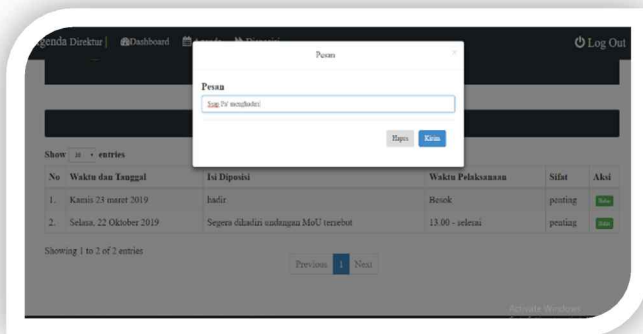 genda Direktur | Dashboard
Log Out
Pesan
×
Pesan
Siap Pa' menghadiri
Hapus Kirim
Show 10 entries
No Waktu dan Tanggal Isi Diposisi Waktu Pelaksanaan Sifat Aksi
1. Kamis 23 maret 2019 hadir Besok penting
2. Selasa, 22 Oktober 2019 Segera dihadiri undangan MoU tersebut 13.00 - selesai penting
Showing 1 to 2 of 2 entries
Previous 1 Next
Activate Windows